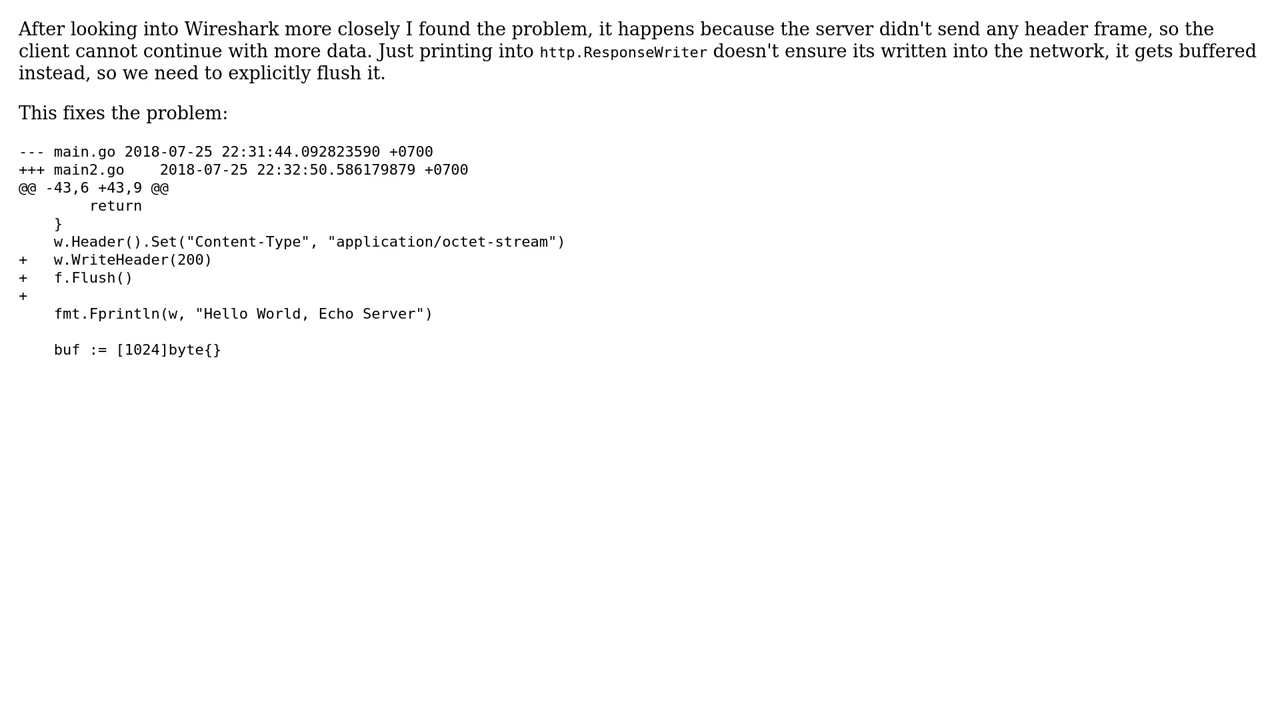 After looking into Wireshark more closely I found the problem, it happens because the server didn't send any header frame, so the
client cannot continue with more data. Just printing into http.ResponseWriter doesn't ensure its written into the network, it gets buffered
instead, so we need to explicitly flush it.
This fixes the problem:
--- main.go 2018-07-25 22:31:44.092823590 +0700
+++ main2.go    2018-07-25 22:32:50.586179879 +0700
@@ -43,6 +43,9 @@
        return
    }
    w.Header().Set("Content-Type", "application/octet-stream")
+   w.WriteHeader(200)
+   f.Flush()
+
    fmt.Fprintln(w, "Hello World, Echo Server")

    buf := [1024]byte{}